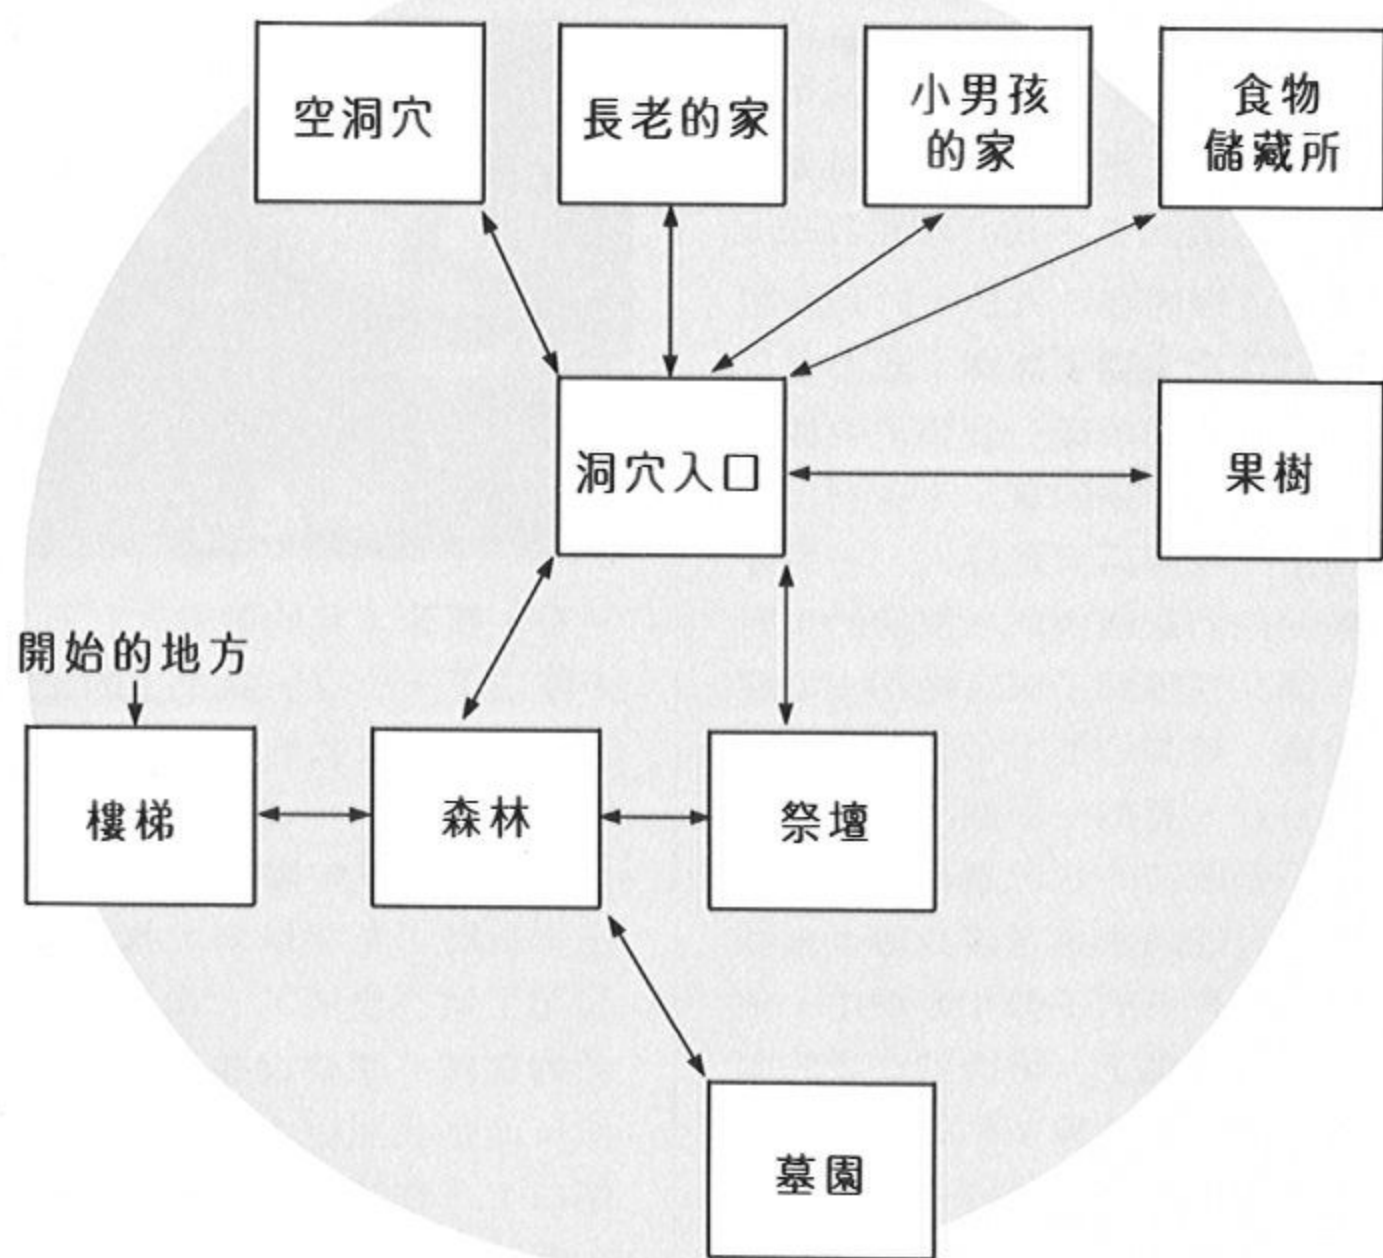 空洞穴
長老的家
小男孩
的家
食物
儲藏所
洞穴入口
果樹
開始的地方
樓梯
森林
祭壇
墓園